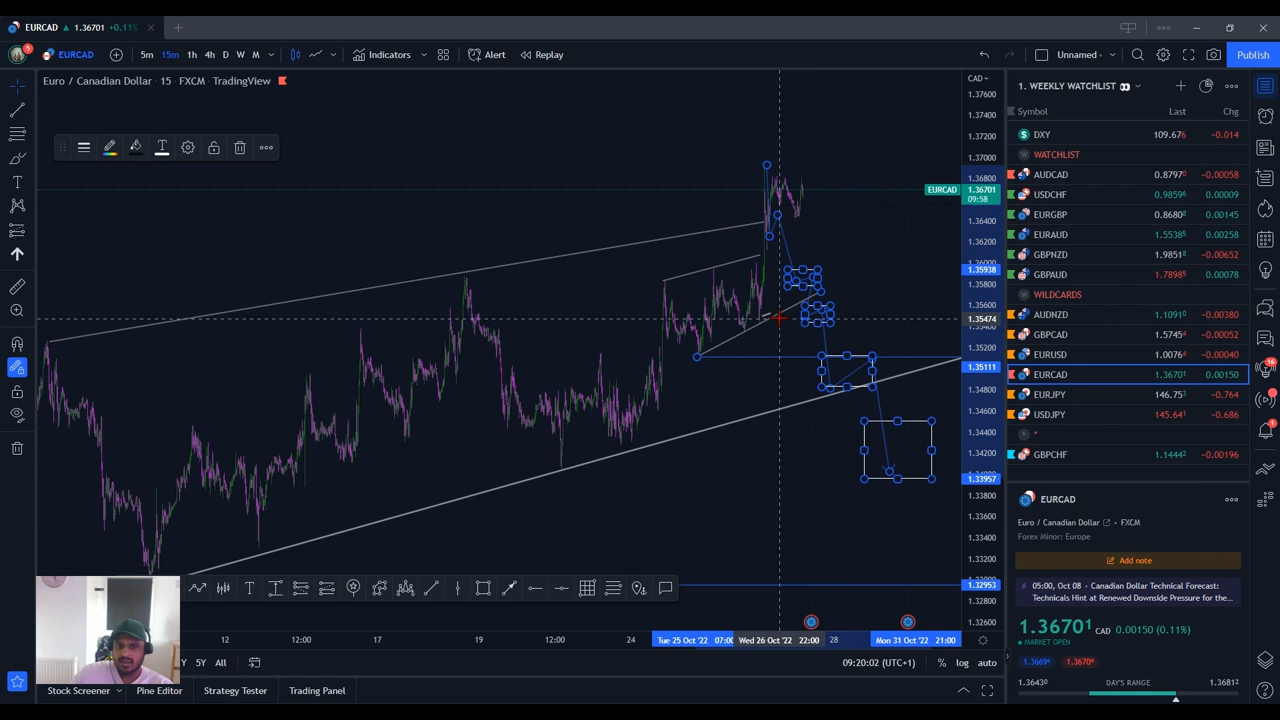 EURCAD ▲ 1.36701 +0.11%
5 EURCAD 5m 15m 1h 4h D W M Indicators Alert Replay Unnamed Publish
Euro / Canadian Dollar · 15 · FXCM · TradingView
CAD
1.37600
1.37400
1.37200
1.37000
1.36800
EURCAD 1.36701
09:58
1.36400
1.36200
1.36000
1.35938
1.35800
1.35600
1.35474
1.35200
1.35111
1.34800
1.34600
1.34400
1.34200
1.33957
1.33800
1.33600
1.33400
1.33200
1.32953
1.32800
1.32600
12 12:00 17 19 12:00 24 Tue 25 Oct '22 07:00 Wed 26 Oct '22 22:00 28 Mon 31 Oct '22 21:00
5Y All 09:20:02 (UTC+1) % log auto
Stock Screener Pine Editor Strategy Tester Trading Panel
1. WEEKLY WATCHLIST
Symbol Last Chg
DXY 109.676 −0.014
WATCHLIST
AUDCAD 0.87970 −0.00058
USDCHF 0.98596 0.00009
EURGBP 0.86808 0.00145
EURAUD 1.55385 0.00258
GBPNZD 1.98518 −0.00652
GBPAUD 1.78985 0.00078
WILDCARDS
AUDNZD 1.10910 −0.00380
GBPCAD 1.57454 −0.00052
EURUSD 1.00764 −0.00040
EURCAD 1.36701 0.00150
EURJPY 146.753 −0.764
USDJPY 145.641 −0.686
*
GBPCHF 1.14442 −0.00196
EURCAD
Euro / Canadian Dollar · FXCM
Forex Minor: Europe
Add note
05:00, Oct 08 · Canadian Dollar Technical Forecast: Technicals Hint at Renewed Downside Pressure for the...
1.36701 CAD 0.00150 (0.11%)
MARKET OPEN
1.36430 DAY'S RANGE 1.36812
16
1